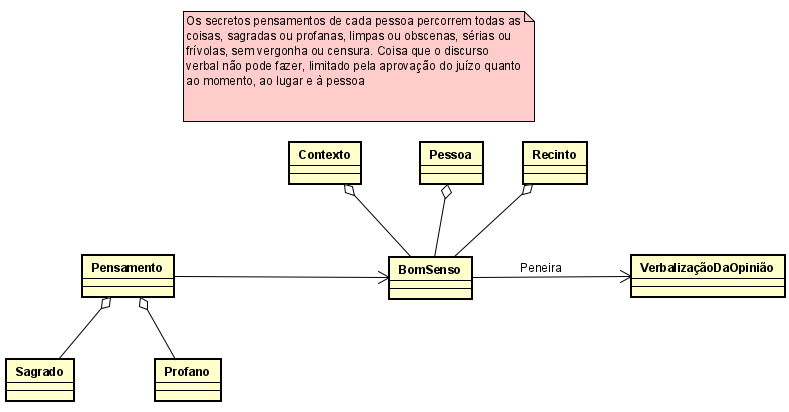 Os secretos pensamentos de cada pessoa percorrem todas as
coisas, sagradas ou profanas, limpas ou obscenas, sérias ou
frívolas, sem vergonha ou censura. Coisa que o discurso
verbal não pode fazer, limitado pela aprovação do juízo quanto
ao momento, ao lugar e à pessoa
Contexto
Pessoa
Recinto
Pensamento
BomSenso
Peneira
VerbalizaçãoDaOpinião
Sagrado
Profano